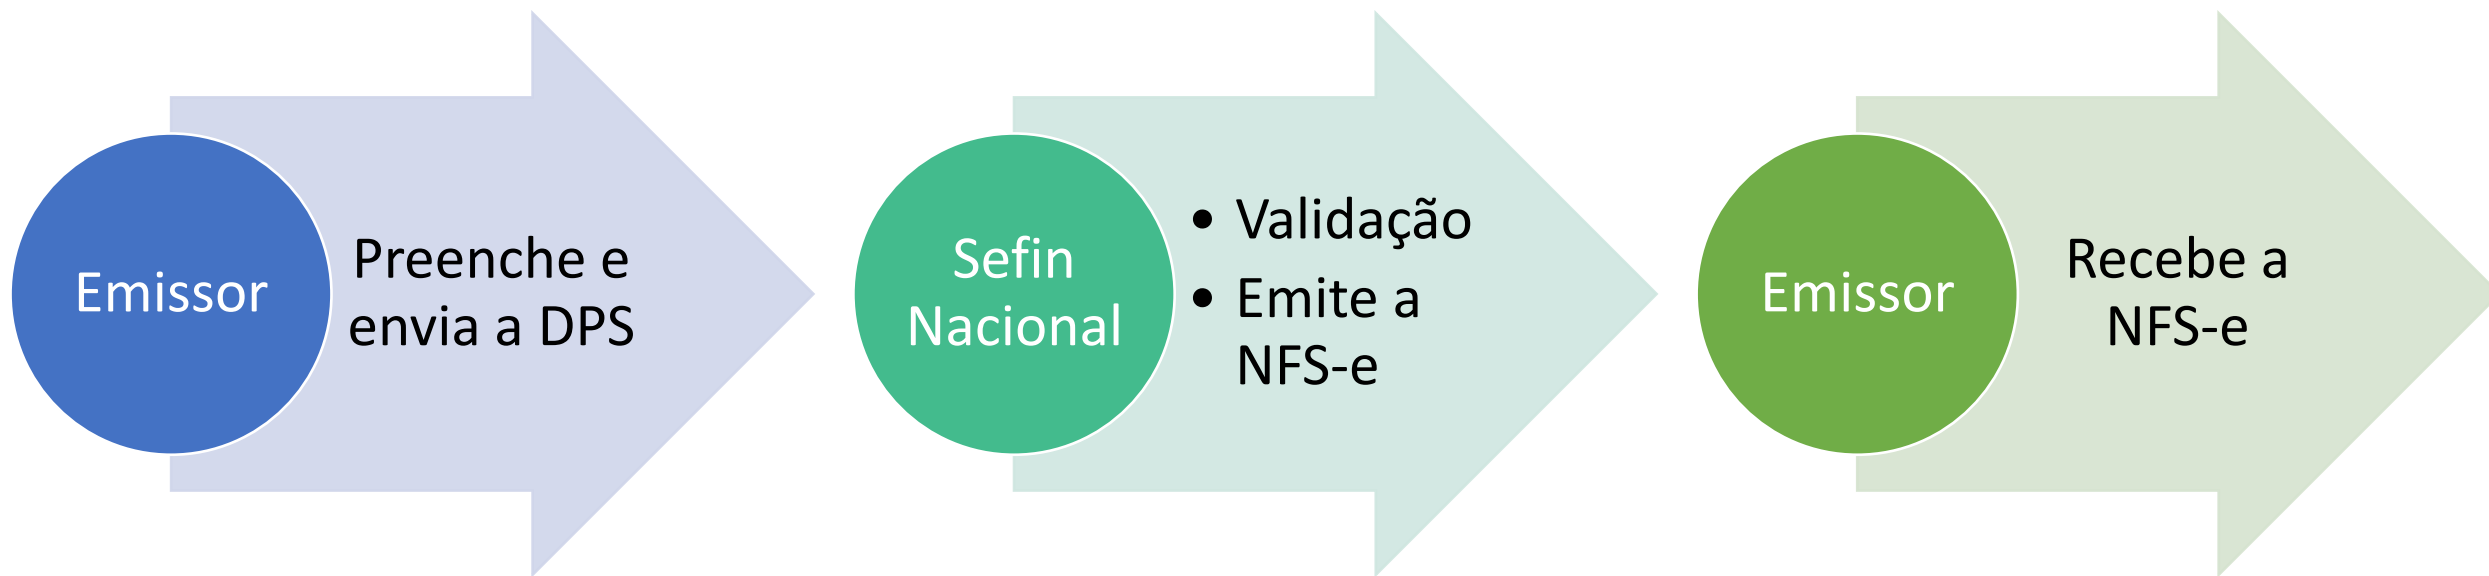 Emissor
Preenche e
envia a DPS
Sefin
Nacional
• Validação
• Emite a
NFS-e
Emissor
Recebe a
NFS-e